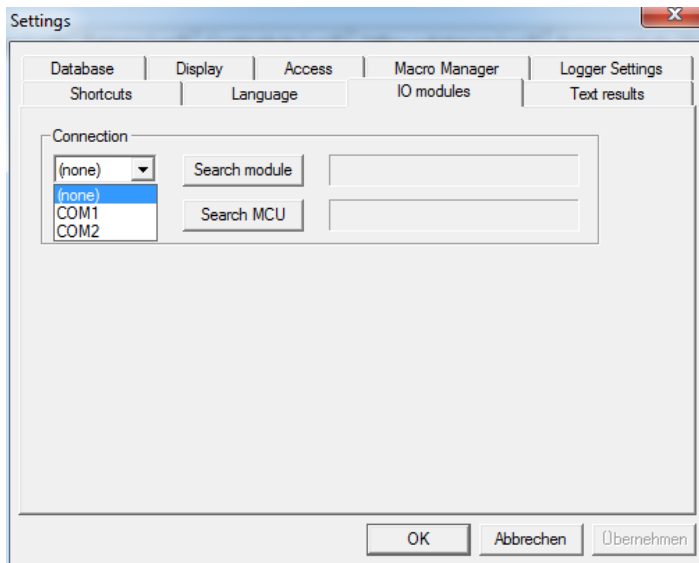 Settings
Database Display Access Macro Manager Logger Settings
Shortcuts Language IO modules Text results
Connection
(none) Search module
(none)
COM1
COM2
Search MCU
OK Abbrechen Übernehmen